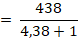 = 438 / (4,38 + 1)